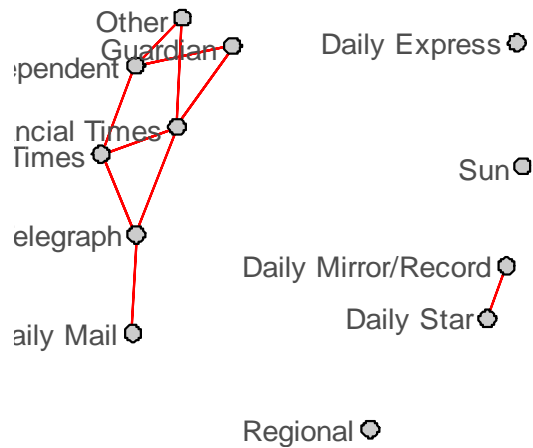 Other
Guardian
Daily Express
ependent
ncial Times
Times
Sun
elegraph
Daily Mirror/Record
Daily Star
aily Mail
Regional